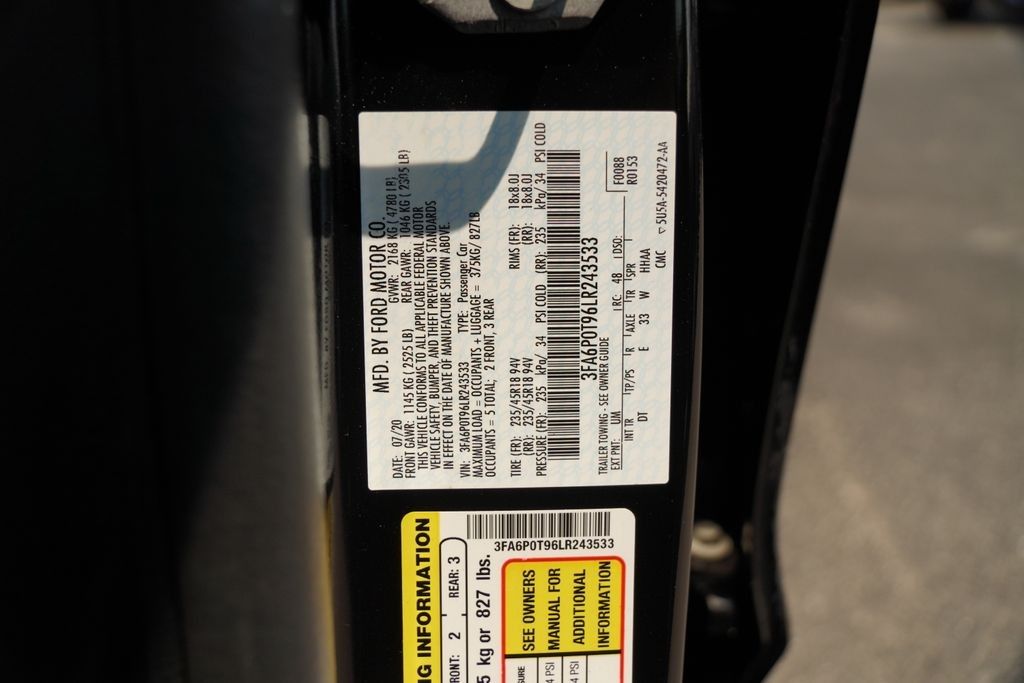 MFD. BY FORD MOTOR CO.
DATE: 07/20 GVWR: 2168 KG ( 4780 LB)
FRONT GAWR: 1145 KG ( 2525 LB) REAR GAWR: 1046 KG ( 2305 LB)
THIS VEHICLE CONFORMS TO ALL APPLICABLE FEDERAL MOTOR
VEHICLE SAFETY, BUMPER, AND THEFT PREVENTION STANDARDS
IN EFFECT ON THE DATE OF MANUFACTURE SHOWN ABOVE.
VIN: 3FA6P0T96LR243533 TYPE: Passenger Car
MAXIMUM LOAD = OCCUPANTS + LUGGAGE = 375KG/ 827LB
OCCUPANTS = 5 TOTAL; 2 FRONT, 3 REAR
TIRE (FR): 235/45R18 94V RIMS (FR): 18x8.0J
(RR): 235/45R18 94V (RR): 18x8.0J
PRESSURE (FR): 235 kPa/ 34 PSI COLD (RR): 235 kPa/ 34 PSI COLD
3FA6P0T96LR243533
TRAILER TOWING - SEE OWNER GUIDE
EXT PNT: UM RC: 48 DSO: F0088
INT TR TP/PS R AXLE TR SPR R0153
DT E 33 W HHAA
CMC ▽ 5U5A-5420472-AA
3FA6P0T96LR243533
G INFORMATION
RONT: 2 REAR: 3
5 kg or 827 lbs.
SURE
4 PSI
4 PSI
SEE OWNERS
MANUAL FOR
ADDITIONAL
INFORMATION